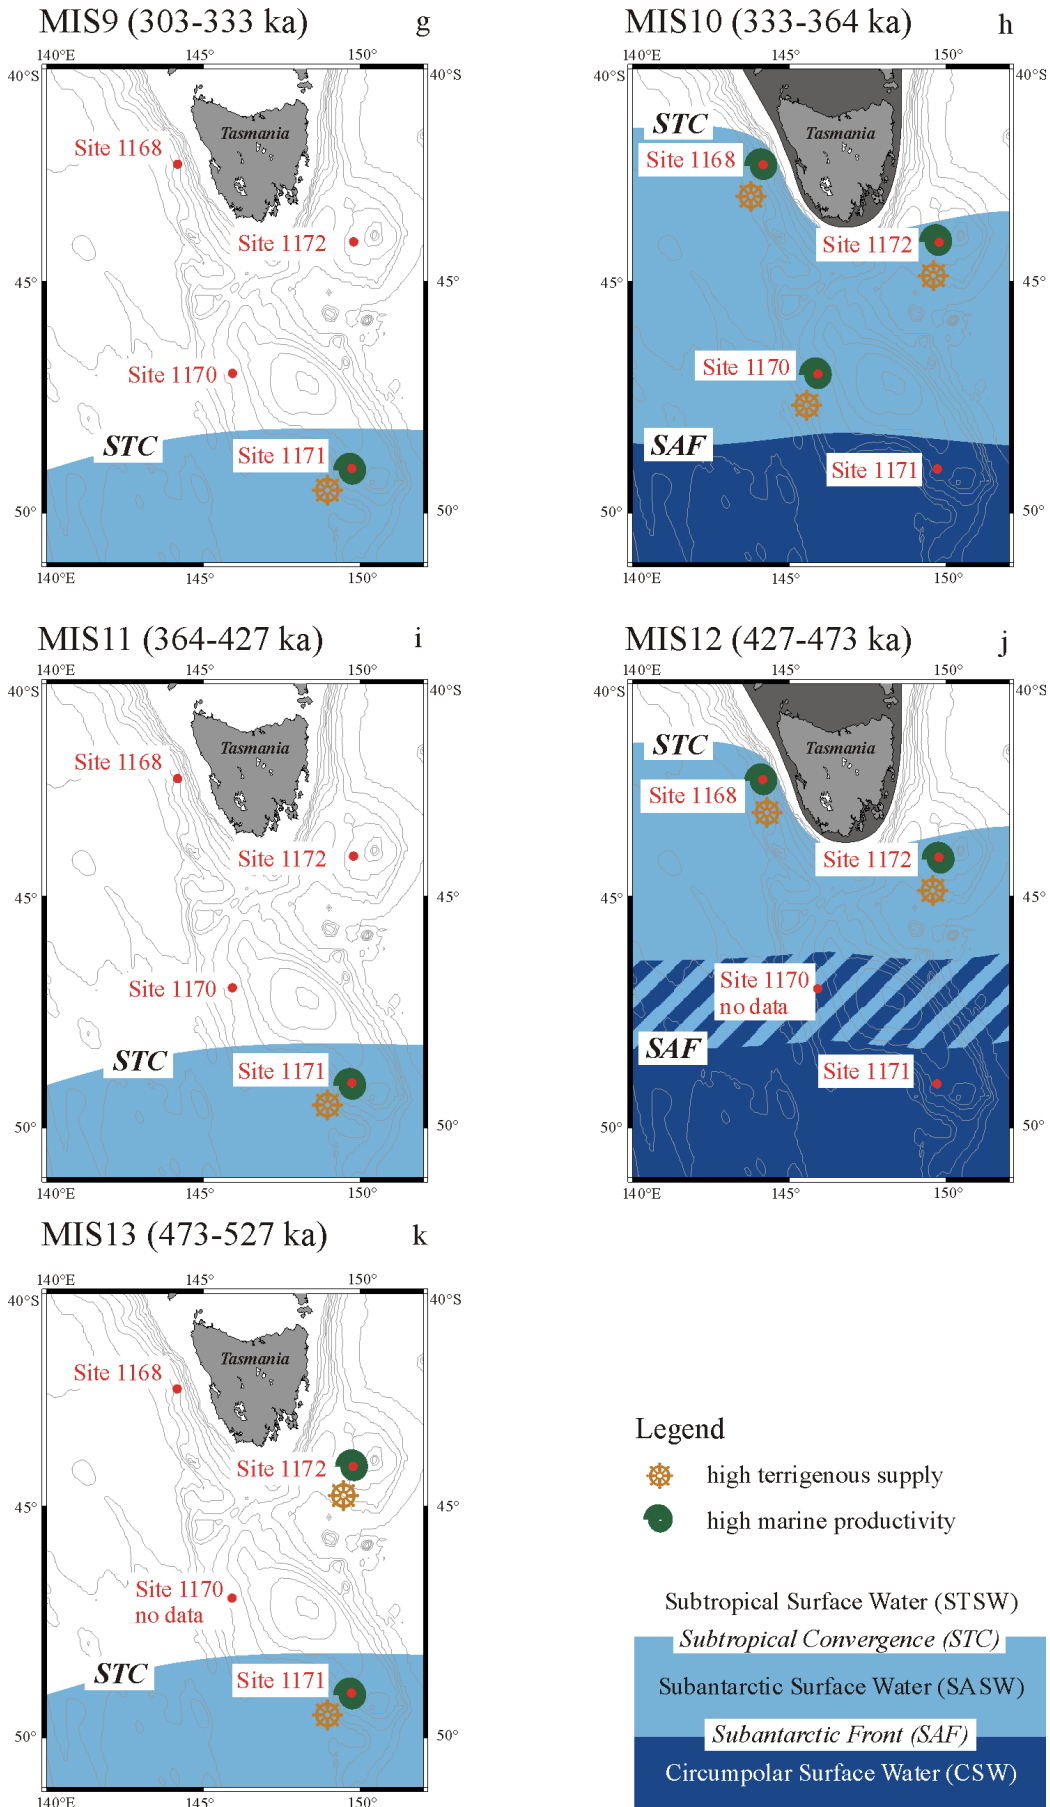 MIS9 (303-333 ka) g
140°E 145° 150°
40°S 40°S
Tasmania
Site 1168
Site 1172
45° 45°
Site 1170
STC
Site 1171
50° 50°
140°E 145° 150°
MIS10 (333-364 ka) h
140°E 145° 150°
40°S 40°S
STC
Tasmania
Site 1168
Site 1172
45° 45°
Site 1170
SAF
Site 1171
50° 50°
140°E 145° 150°
MIS11 (364-427 ka) i
140°E 145° 150°
40°S 40°S
Tasmania
Site 1168
Site 1172
45° 45°
Site 1170
STC
Site 1171
50° 50°
140°E 145° 150°
MIS12 (427-473 ka) j
140°E 145° 150°
40°S 40°S
STC
Tasmania
Site 1168
Site 1172
45° 45°
Site 1170
no data
SAF
Site 1171
50° 50°
140°E 145° 150°
MIS13 (473-527 ka) k
140°E 145° 150°
40°S 40°S
Tasmania
Site 1168
Site 1172
45° 45°
Site 1170
no data
STC
Site 1171
50° 50°
140°E 145° 150°
Legend
high terrigenous supply
high marine productivity
Subtropical Surface Water (STSW)
Subtropical Convergence (STC)
Subantarctic Surface Water (SASW)
Subantarctic Front (SAF)
Circumpolar Surface Water (CSW)